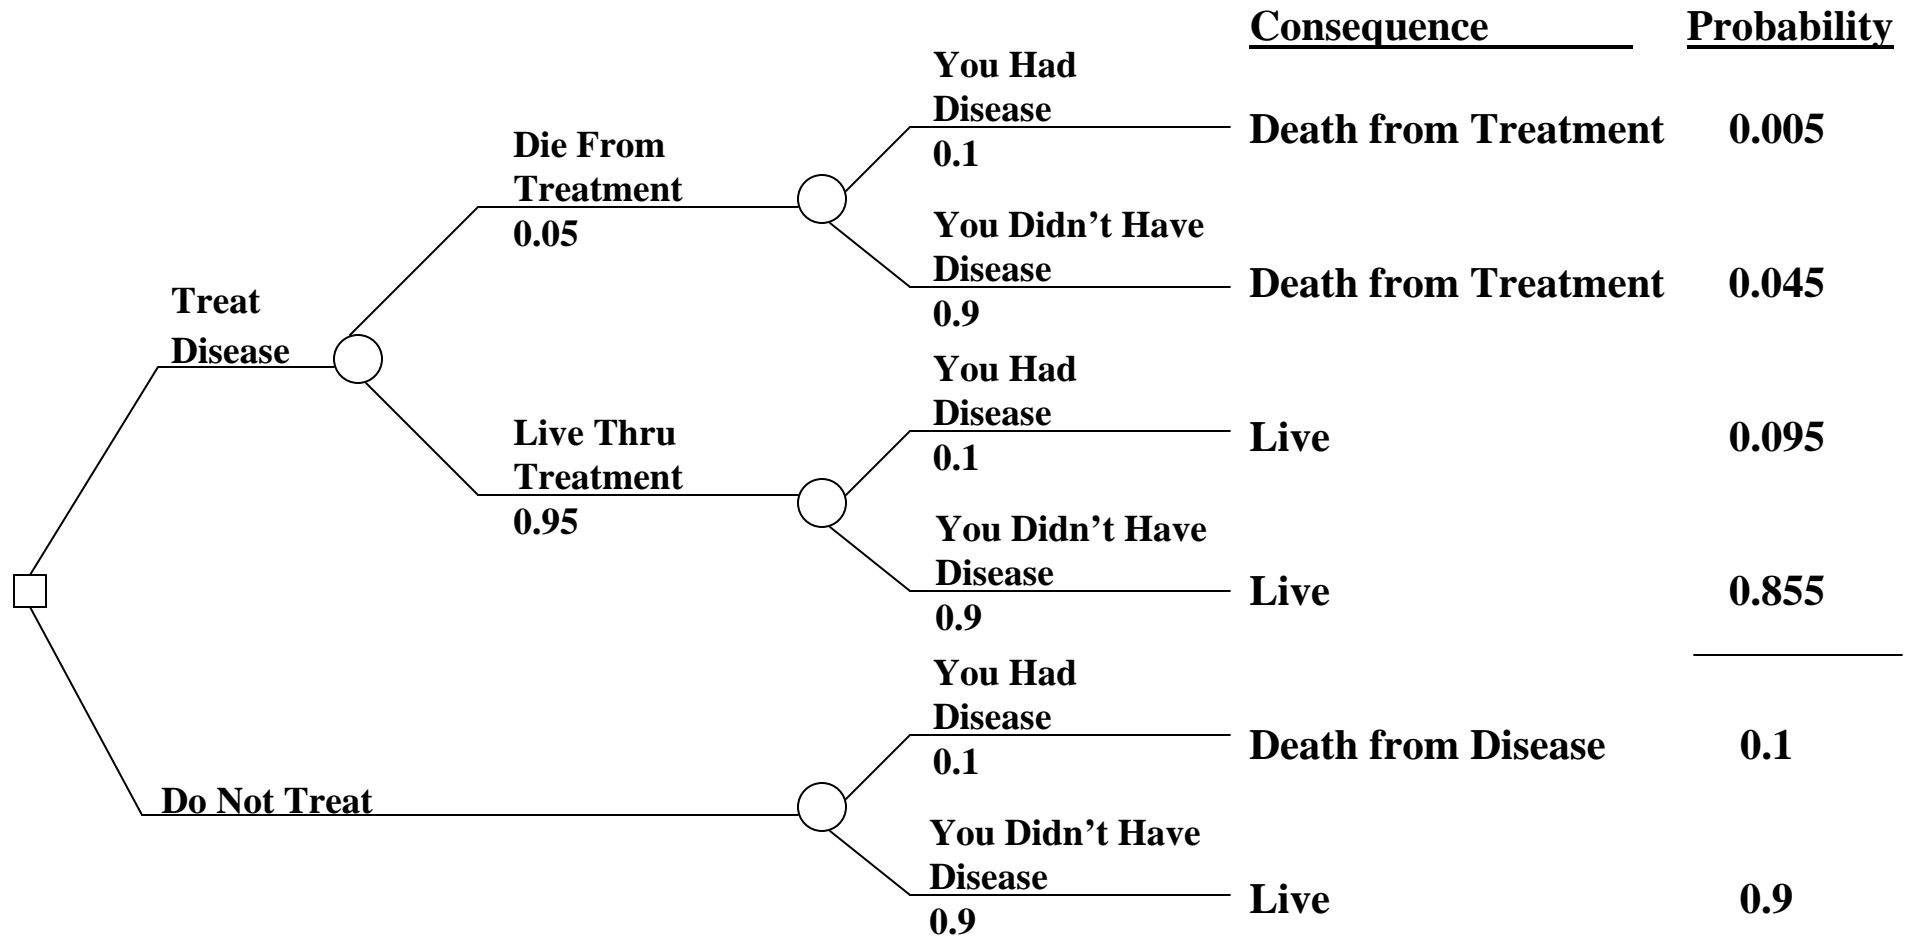 Consequence Probability
You Had
Disease
0.1
Death from Treatment 0.005
Die From
Treatment
0.05
You Didn’t Have
Disease
0.9
Death from Treatment 0.045
Treat
Disease
You Had
Disease
0.1
Live 0.095
Live Thru
Treatment
0.95
You Didn’t Have
Disease
0.9
Live 0.855
You Had
Disease
0.1
Death from Disease 0.1
Do Not Treat
You Didn’t Have
Disease
0.9
Live 0.9